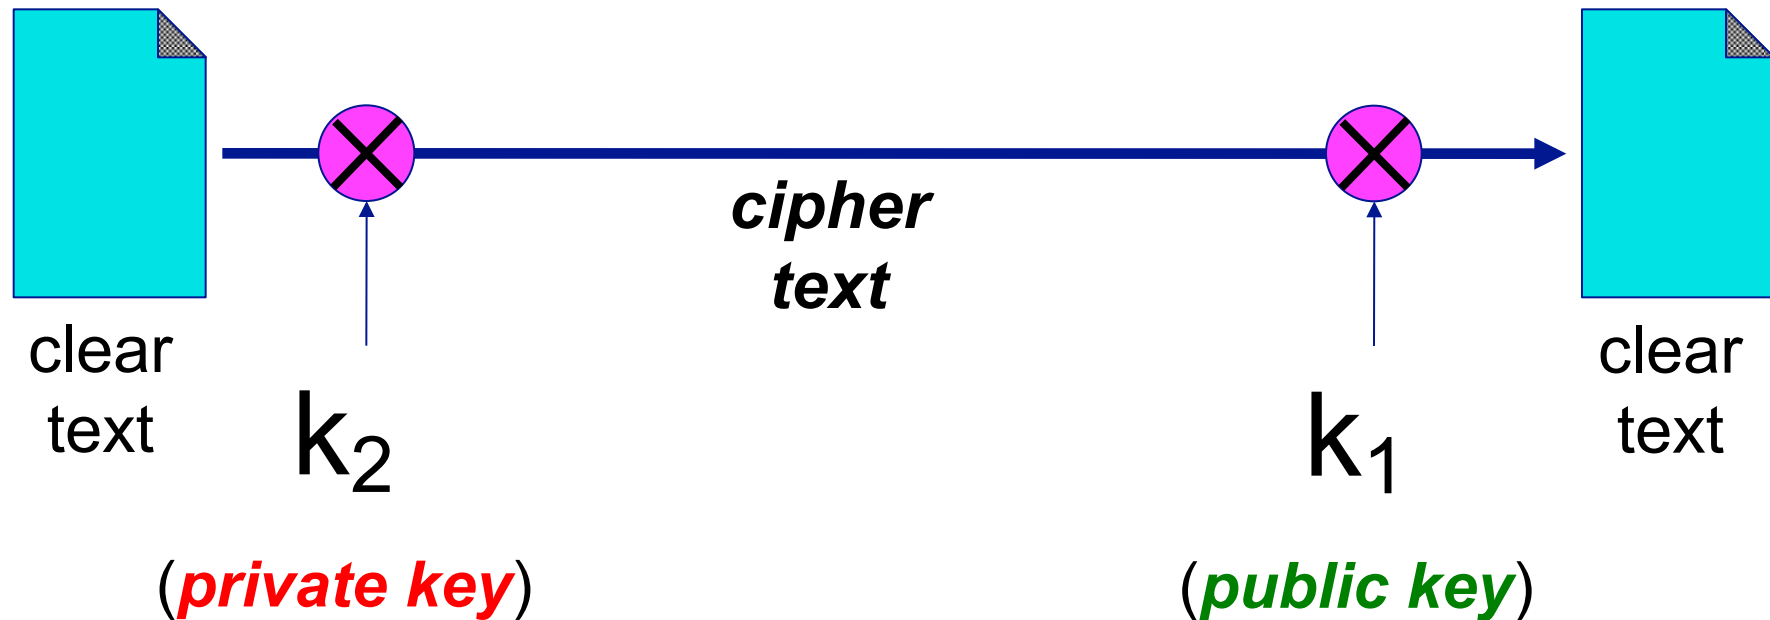 cipher
text
clear
text
k₂
k₁
clear
text
(private key)
(public key)